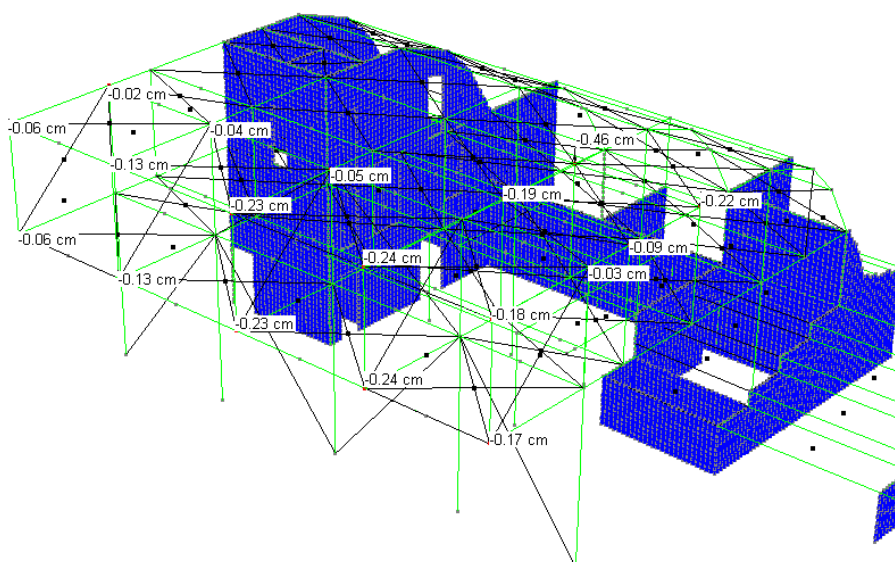 -0.02 cm
-0.06 cm
-0.04 cm
-0.46 cm
-0.13 cm
-0.05 cm
-0.19 cm
-0.22 cm
-0.23 cm
-0.06 cm
-0.09 cm
-0.24 cm
-0.03 cm
-0.13 cm
-0.18 cm
-0.23 cm
-0.24 cm
-0.17 cm